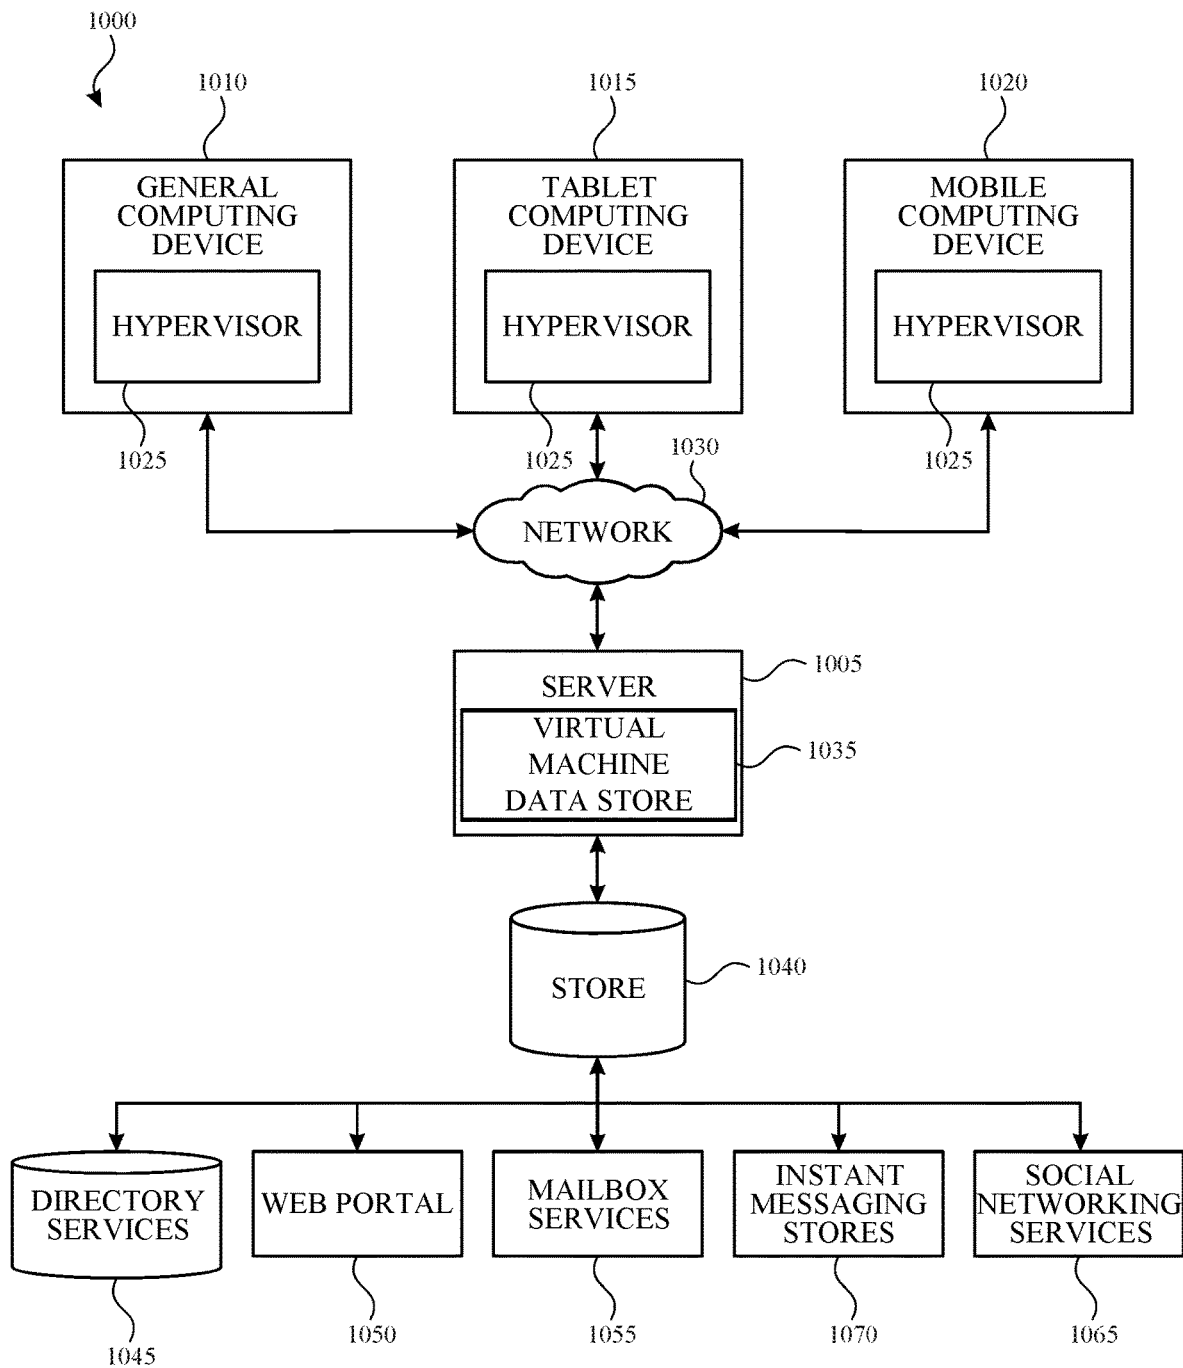 1000
1010
1015
1020
GENERAL
COMPUTING
DEVICE
TABLET
COMPUTING
DEVICE
MOBILE
COMPUTING
DEVICE
HYPERVISOR
HYPERVISOR
HYPERVISOR
1025
1025
1025
1030
NETWORK
1005
SERVER
VIRTUAL
MACHINE
DATA STORE
1035
STORE
1040
DIRECTORY
SERVICES
WEB PORTAL
MAILBOX
SERVICES
INSTANT
MESSAGING
STORES
SOCIAL
NETWORKING
SERVICES
1045
1050
1055
1070
1065